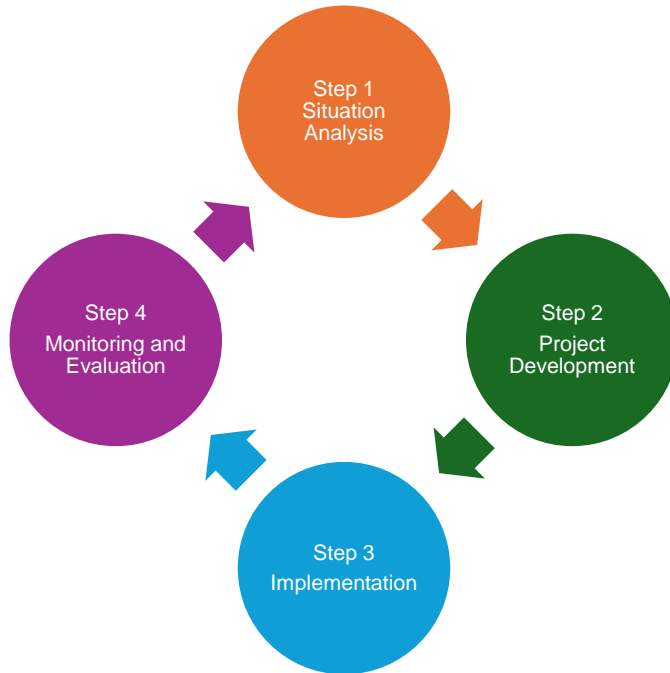 Step 1
Situation
Analysis
Step 2
Project
Development
Step 3
Implementation
Step 4
Monitoring and
Evaluation